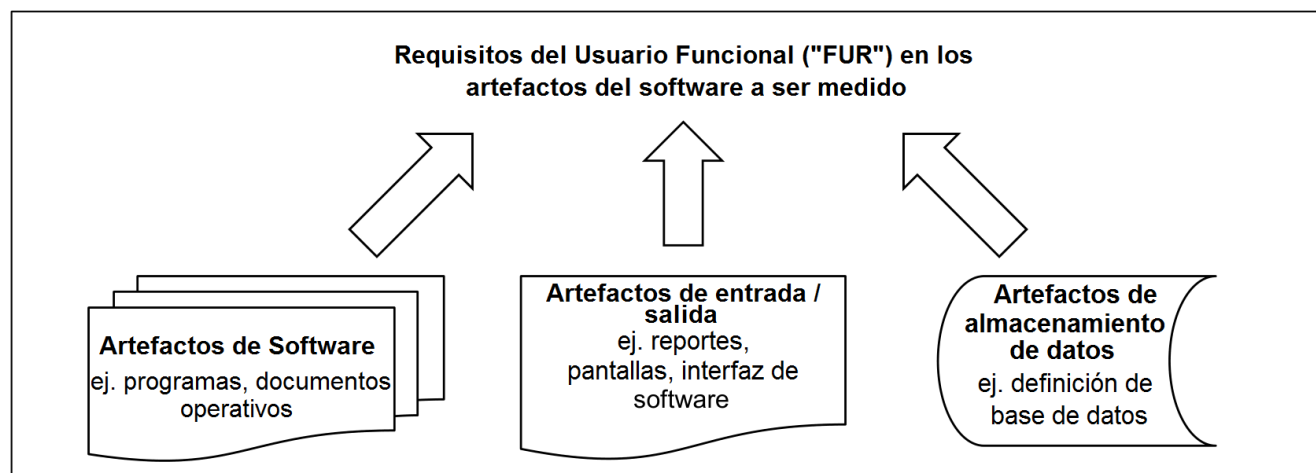 Requisitos del Usuario Funcional ("FUR") en los
artefactos del software a ser medido
Artefactos de Software
ej. programas, documentos
operativos
Artefactos de entrada /
salida
ej. reportes,
pantallas, interfaz de
software
Artefactos de
almacenamiento
de datos
ej. definición de
base de datos